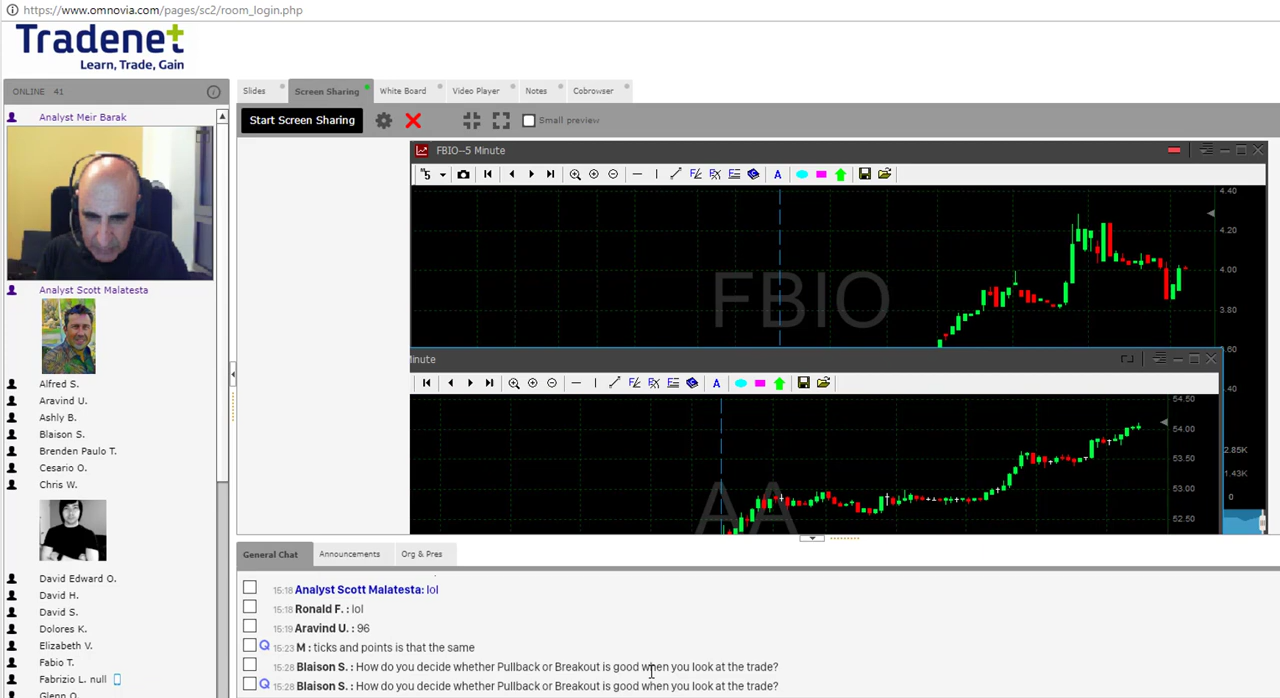 https://www.omnovia.com/pages/sc2/room_login.php
Tradenet
Learn, Trade, Gain
ONLINE 41
Slides
Screen Sharing
White Board
Video Player
Notes
Cobrowser
Start Screen Sharing
Small preview
Analyst Meir Barak
Analyst Scott Malatesta
Alfred S.
Aravind U.
Ashly B.
Blaison S.
Brenden Paulo T.
Cesario O.
Chris W.
David Edward O.
David H.
David S.
Dolores K.
Elizabeth V.
Fabio T.
Fabrizio L. null
Glenn O.
FBIO--5 Minute
5
A
4.40
4.20
4.00
3.80
FBIO
.60
Minute
A
.40
54.50
54.00
53.50
53.00
52.50
AA
2.85K
1.43K
0
General Chat
Announcements
Org & Pres
15:18 Analyst Scott Malatesta: lol
15:18 Ronald F. : lol
15:19 Aravind U. : 96
Q 15:23 M : ticks and points is that the same
15:28 Blaison S. : How do you decide whether Pullback or Breakout is good when you look at the trade?
Q 15:28 Blaison S. : How do you decide whether Pullback or Breakout is good when you look at the trade?